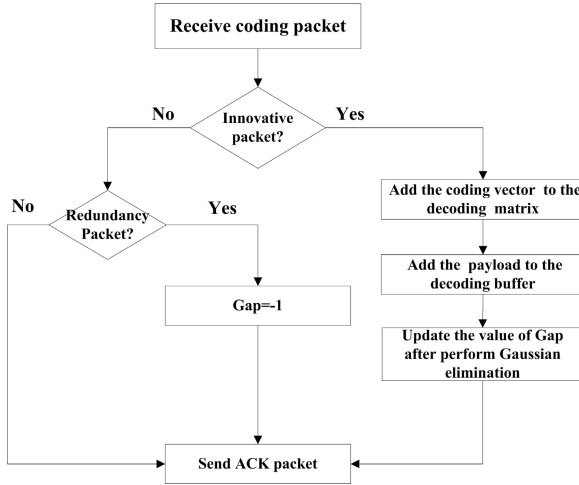 Receive coding packet
No
Innovative
packet?
Yes
No
Redundancy
Packet?
Yes
Add the coding vector to the
decoding matrix
Add the payload to the
decoding buffer
Gap=-1
Update the value of Gap
after perform Gaussian
elimination
Send ACK packet